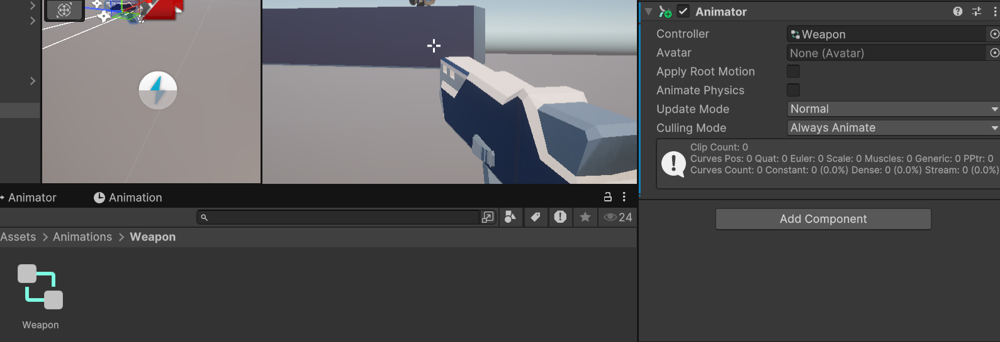 Animator
Controller
Weapon
Avatar
None (Avatar)
Apply Root Motion
Animate Physics
Update Mode
Normal
Culling Mode
Always Animate
Clip Count: 0
Curves Pos: 0 Quat: 0 Euler: 0 Scale: 0 Muscles: 0 Generic: 0 PPtr: 0
Curves Count: 0 Constant: 0 (0.0%) Dense: 0 (0.0%) Stream: 0 (0.0%)
Add Component
Animator
Animation
24
Assets > Animations > Weapon
Weapon